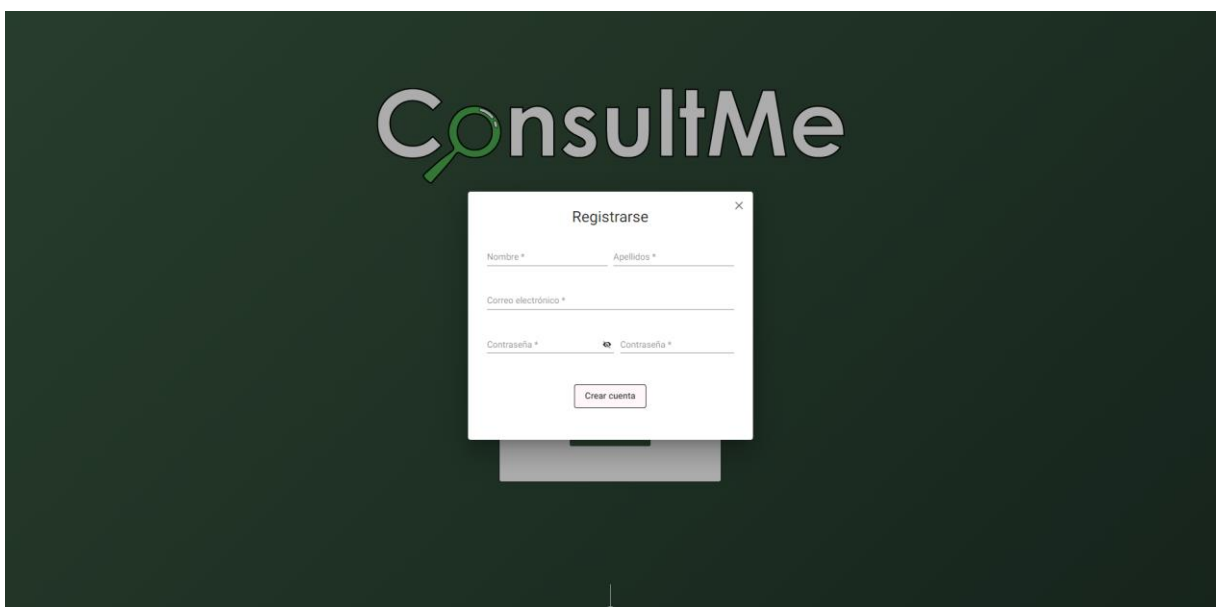 ConsultMe
Registrarse
Nombre * Apellidos *
Correo electrónico *
Contraseña * Contraseña *
Crear cuenta